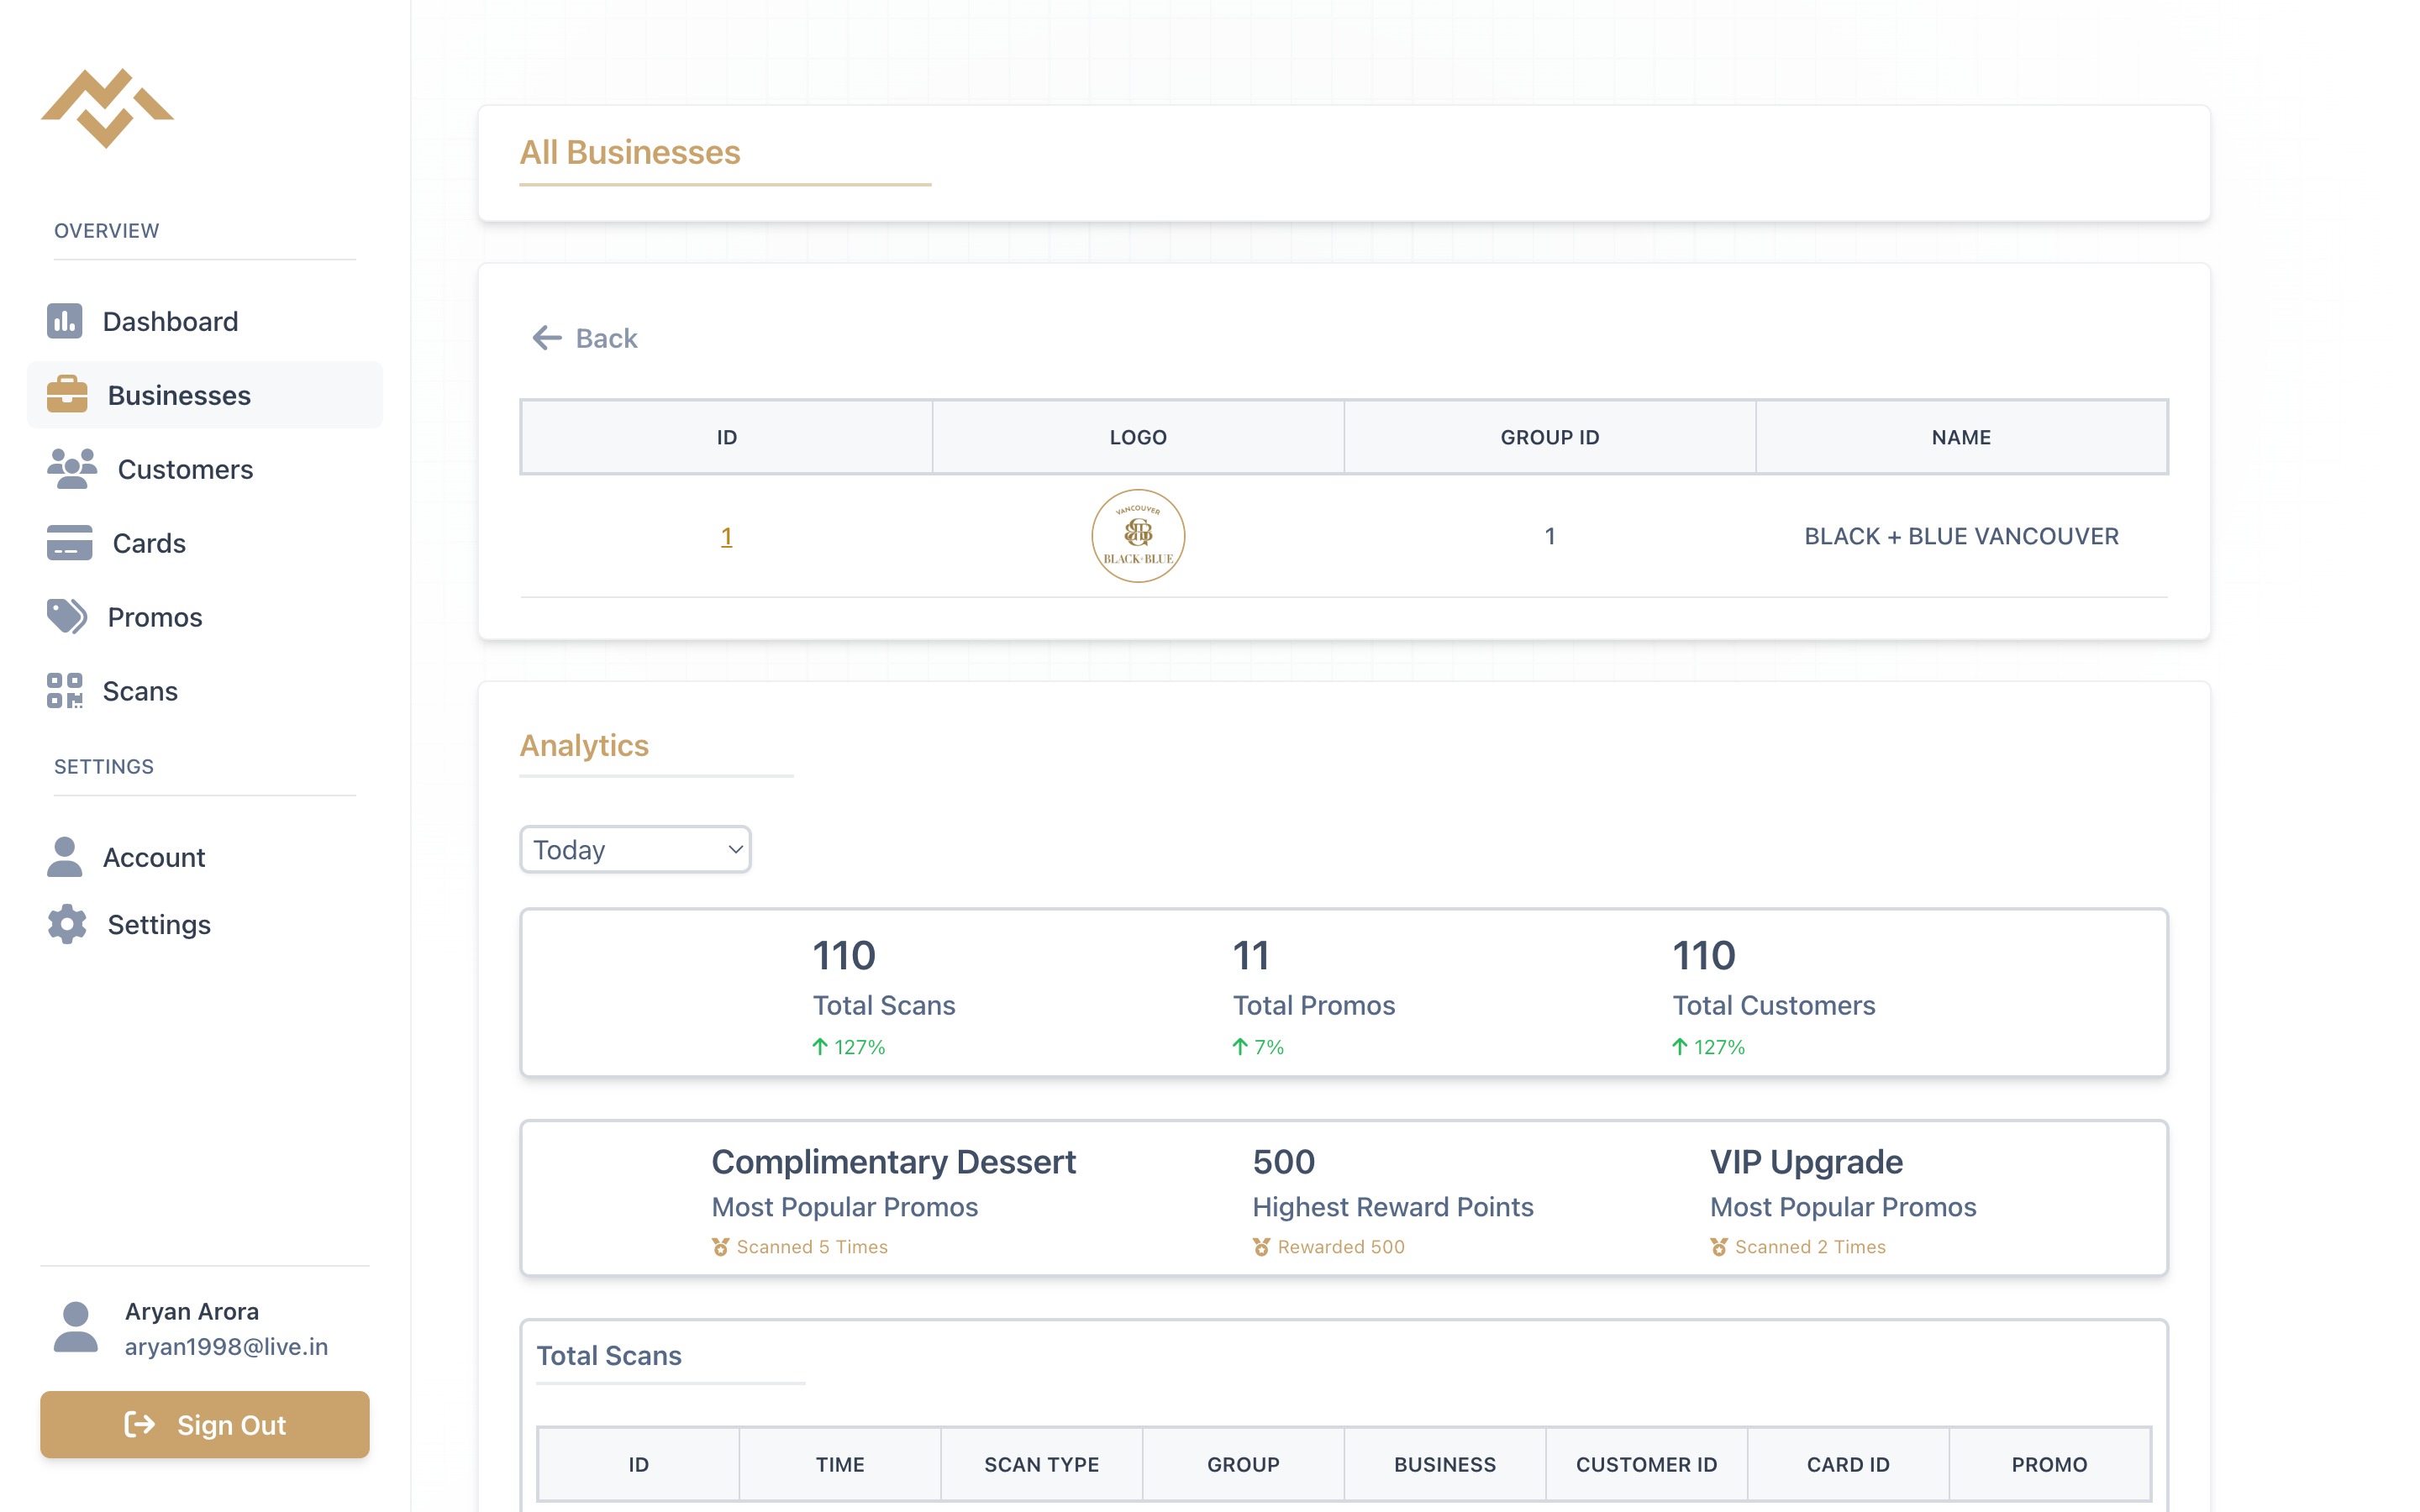 OVERVIEW
Dashboard
Businesses
Customers
Cards
Promos
Scans
SETTINGS
Account
Settings
Aryan Arora
aryan1998@live.in
Sign Out
All Businesses
Back
ID LOGO GROUP ID NAME
1 1 BLACK + BLUE VANCOUVER
VANCOUVER
BLACK+BLUE
Analytics
Today
110 11 110
Total Scans Total Promos Total Customers
127% 7% 127%
Complimentary Dessert 500 VIP Upgrade
Most Popular Promos Highest Reward Points Most Popular Promos
Scanned 5 Times Rewarded 500 Scanned 2 Times
Total Scans
ID TIME SCAN TYPE GROUP BUSINESS CUSTOMER ID CARD ID PROMO